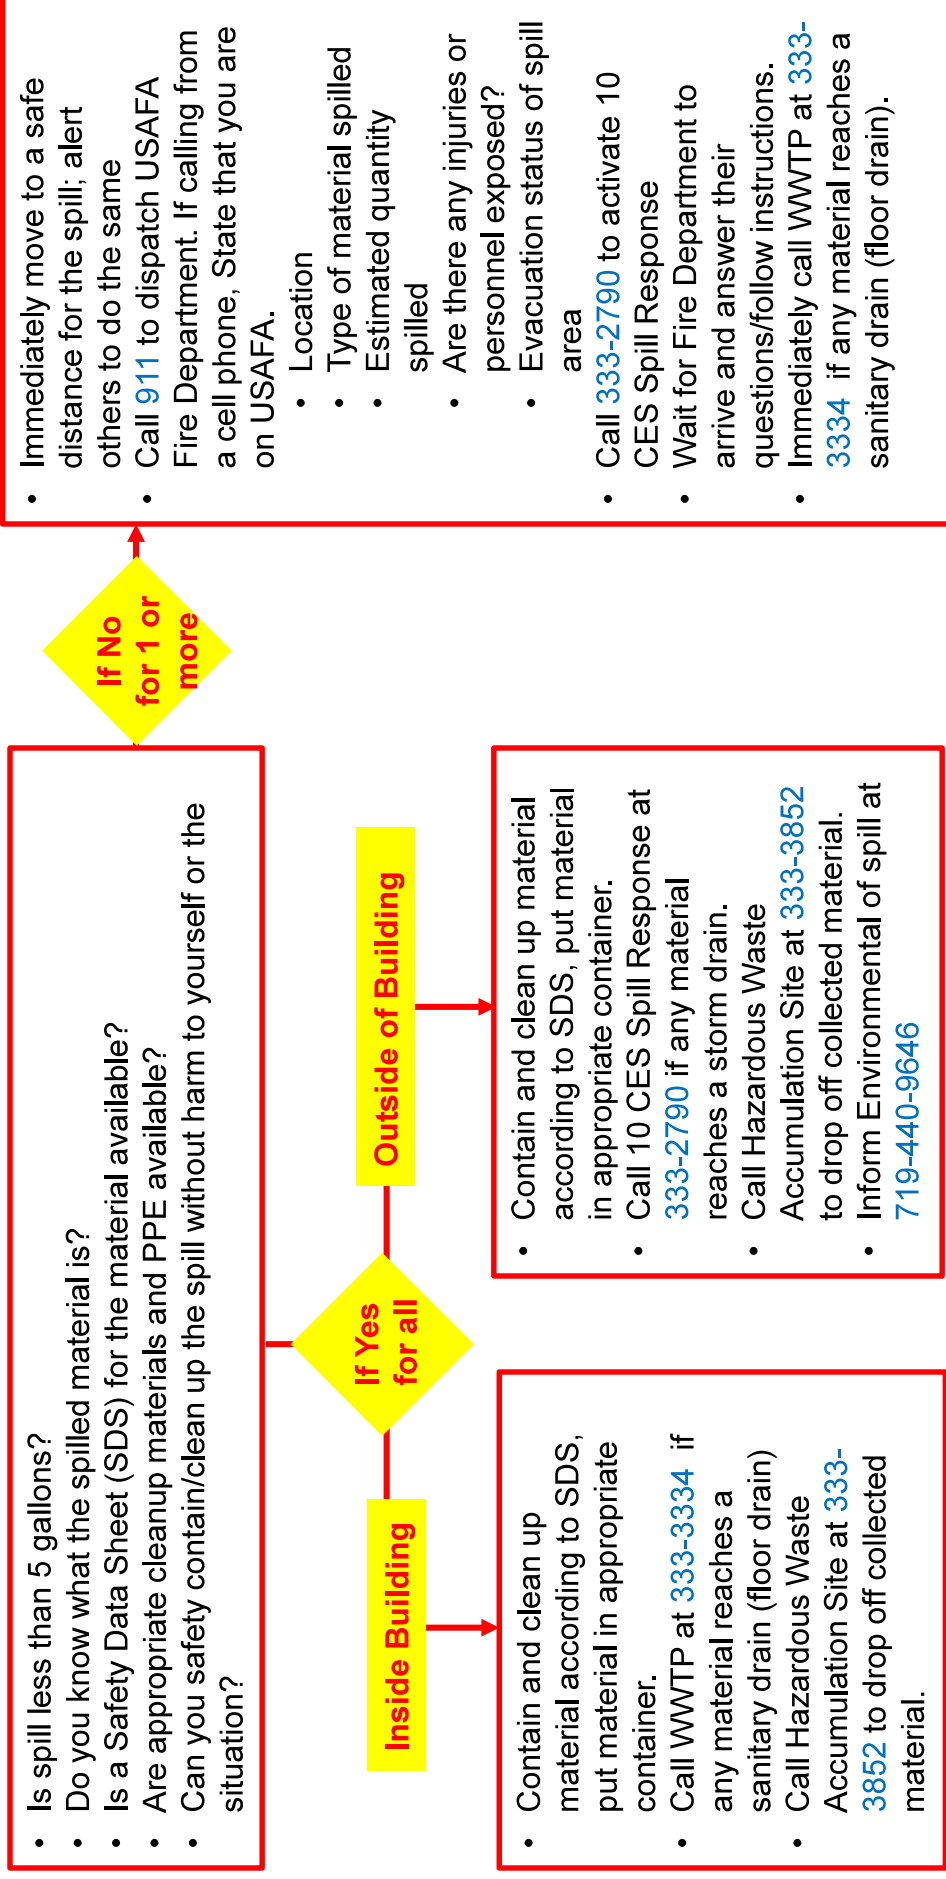 • Is spill less than 5 gallons?
• Do you know what the spilled material is?
• Is a Safety Data Sheet (SDS) for the material available?
• Are appropriate cleanup materials and PPE available?
• Can you safety contain/clean up the spill without harm to yourself or the
situation?
If No
for 1 or
more
• Immediately move to a safe
distance for the spill; alert
others to do the same
• Call 911 to dispatch USAFA
Fire Department. If calling from
a cell phone, State that you are
on USAFA.
• Location
• Type of material spilled
• Estimated quantity
spilled
• Are there any injuries or
personnel exposed?
• Evacuation status of spill
area
• Call 333-2790 to activate 10
CES Spill Response
• Wait for Fire Department to
arrive and answer their
questions/follow instructions.
• Immediately call WWTP at 333-
3334 if any material reaches a
sanitary drain (floor drain).
If Yes
for all
Inside Building
• Contain and clean up
material according to SDS,
put material in appropriate
container.
• Call WWTP at 333-3334 if
any material reaches a
sanitary drain (floor drain)
• Call Hazardous Waste
Accumulation Site at 333-
3852 to drop off collected
material.
Outside of Building
• Contain and clean up material
according to SDS, put material
in appropriate container.
• Call 10 CES Spill Response at
333-2790 if any material
reaches a storm drain.
• Call Hazardous Waste
Accumulation Site at 333-3852
to drop off collected material.
• Inform Environmental of spill at
719-440-9646